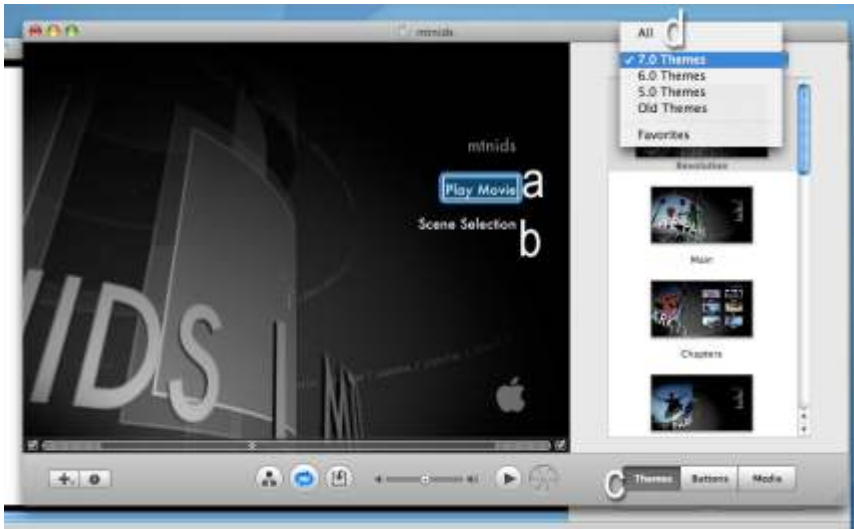 mtnids
All d
✓ 7.0 Themes
6.0 Themes
5.0 Themes
Old Themes
Favorites
Revolution
mtnids
Play Movie a
Scene Selection b
Main
Chapters
IDS
c Themes Buttons Media